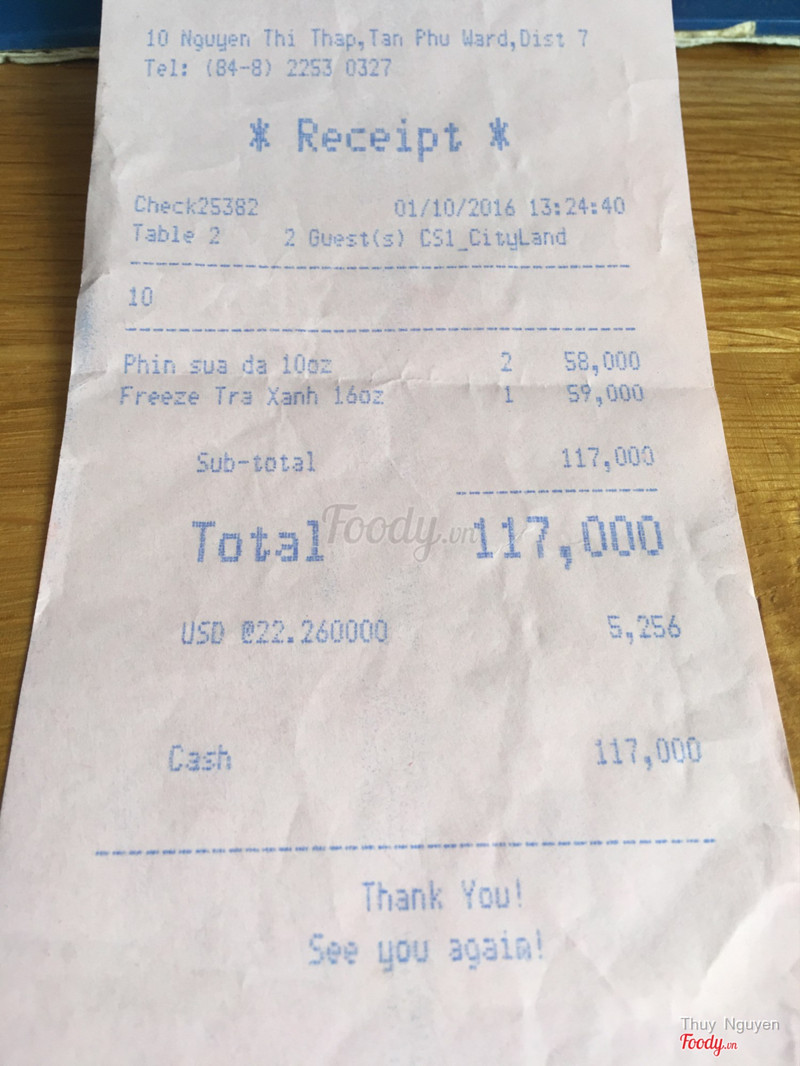 10 Nguyen Thi Thap,Tan Phu Ward,Dist 7
Tel: (84-8) 2253 0327
* Receipt *
Check25382 01/10/2016 13:24:40
Table 2 2 Guest(s) CS1_CityLand
10
Phin sua da 10oz 2 58,000
Freeze Tra Xanh 16oz 1 59,000
Sub-total 117,000
Total 117,000
Foody.vn
USD @22.260000 5,256
Cash 117,000
Thank You!
See you again!
Thuy Nguyen
Foody.vn